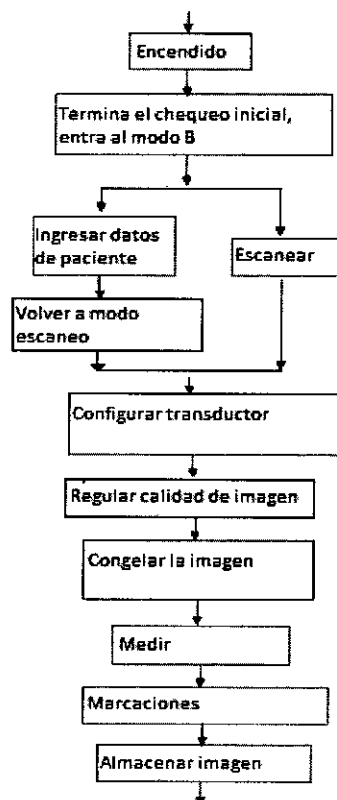 Encendido
Termina el chequeo inicial,
entra al modo B
Ingresar datos
de paciente
Escanear
Volver a modo
escaneo
Configurar transductor
Regular calidad de imagen
Congelar la imagen
Medir
Marcaciones
Almacenar imagen